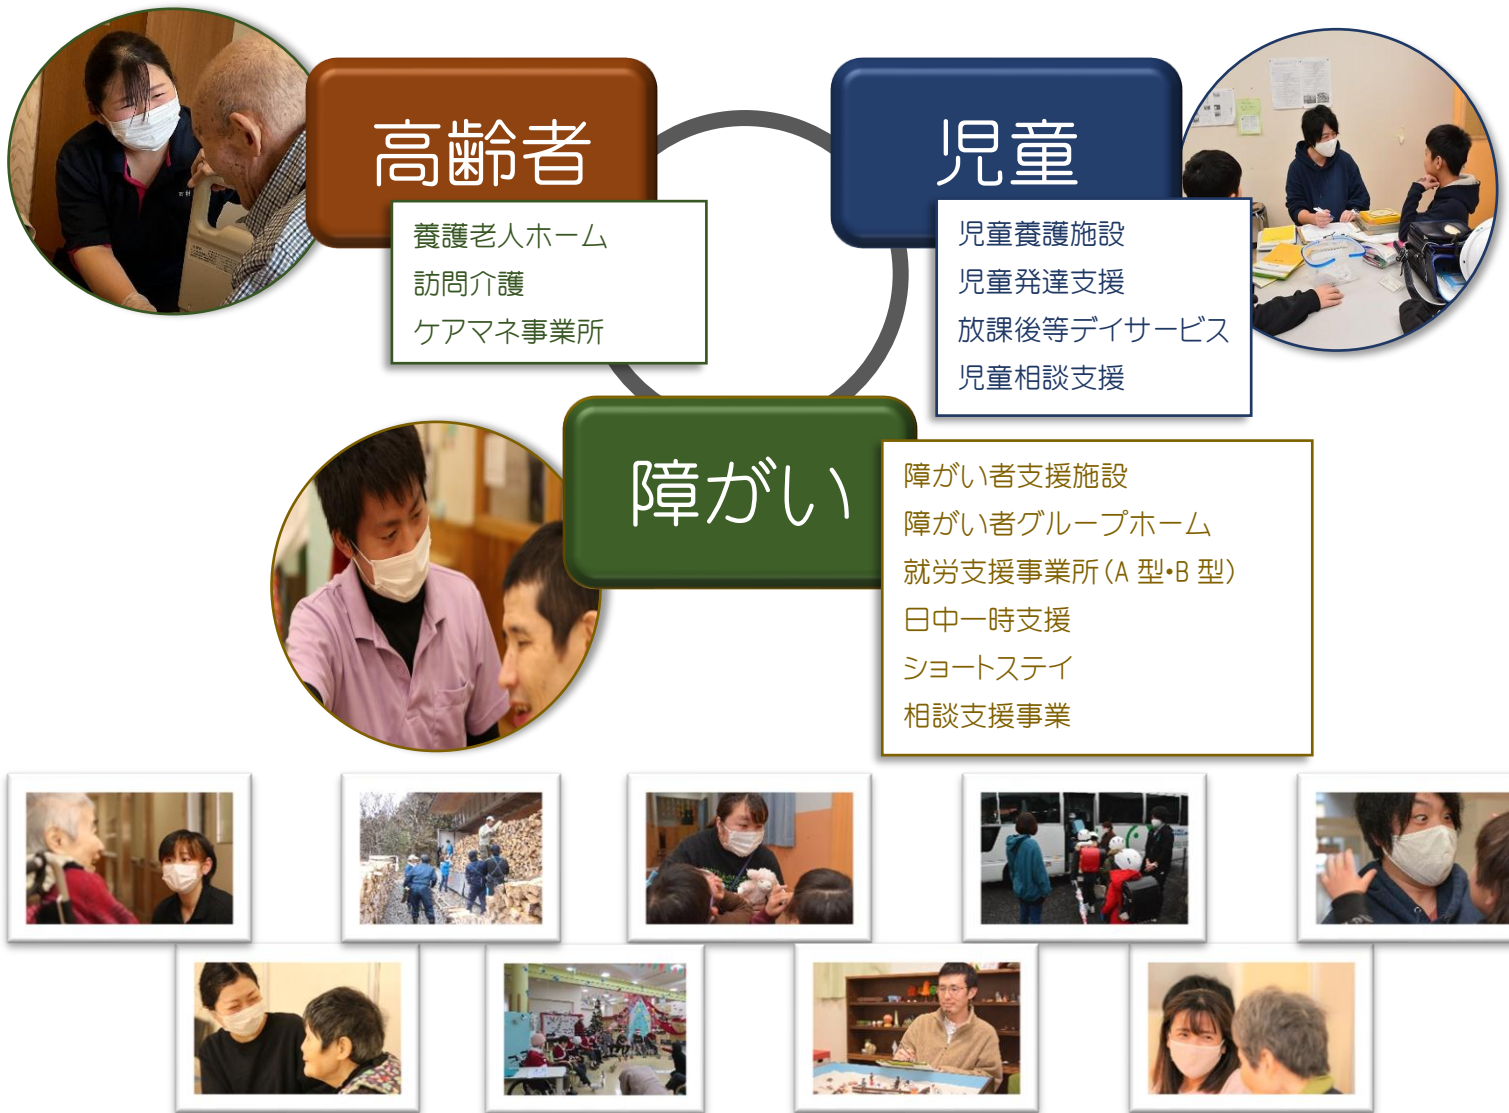 高齢者
養護老人ホーム
訪問介護
ケアマネ事業所
児童
児童養護施設
児童発達支援
放課後等デイサービス
児童相談支援
障がい
障がい者支援施設
障がい者グループホーム
就労支援事業所(A 型・B 型)
日中一時支援
ショートステイ
相談支援事業